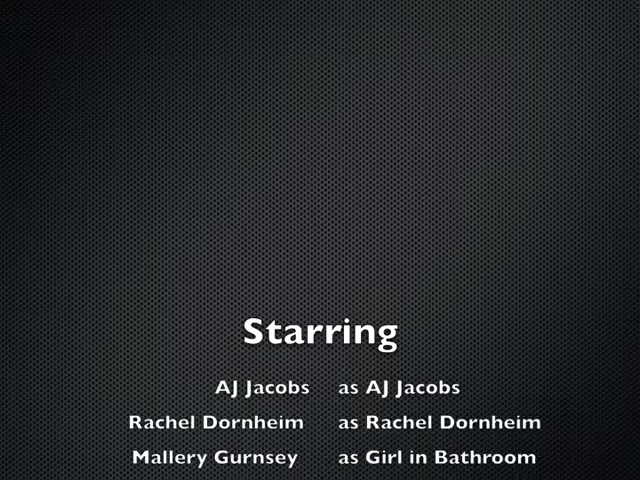 Starring
AJ Jacobs as AJ Jacobs
Rachel Dornheim as Rachel Dornheim
Mallery Gurnsey as Girl in Bathroom